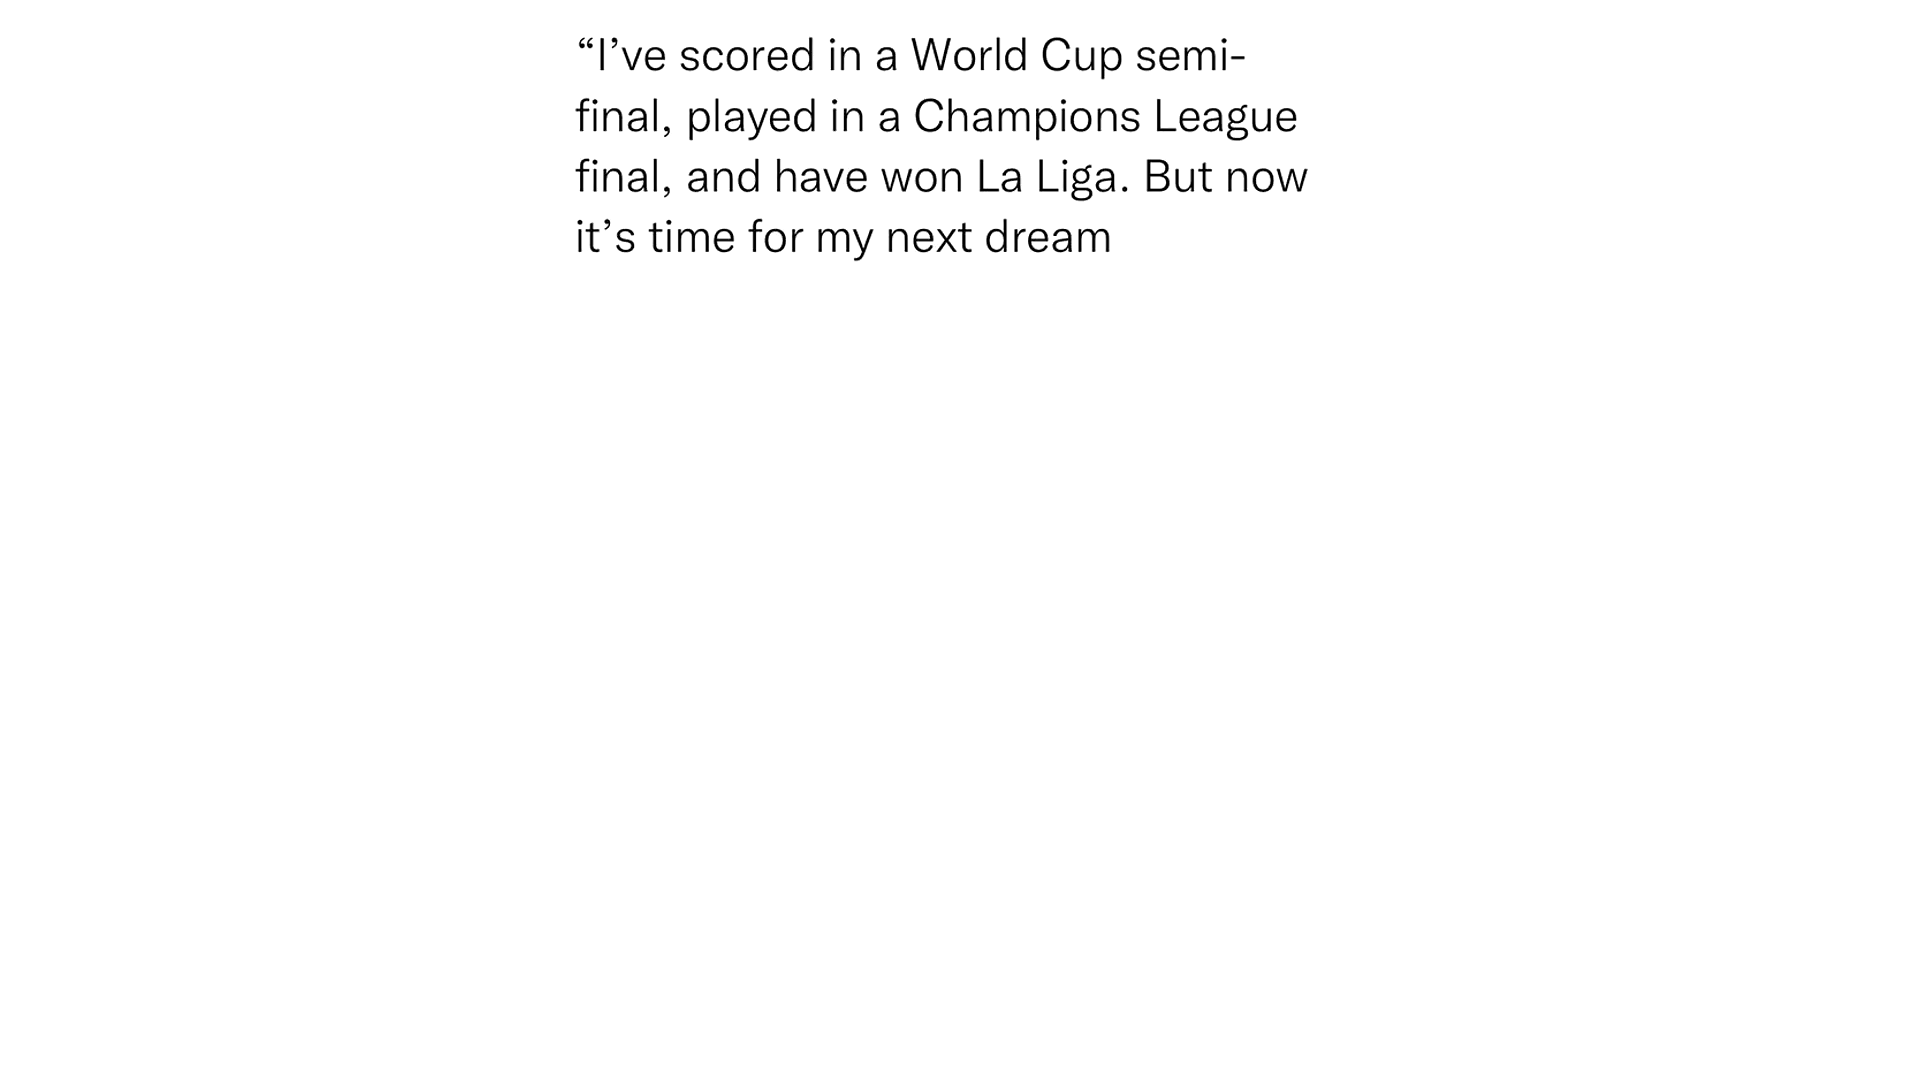 “I’ve scored in a World Cup semi-
final, played in a Champions League
final, and have won La Liga. But now
it’s time for my next dream